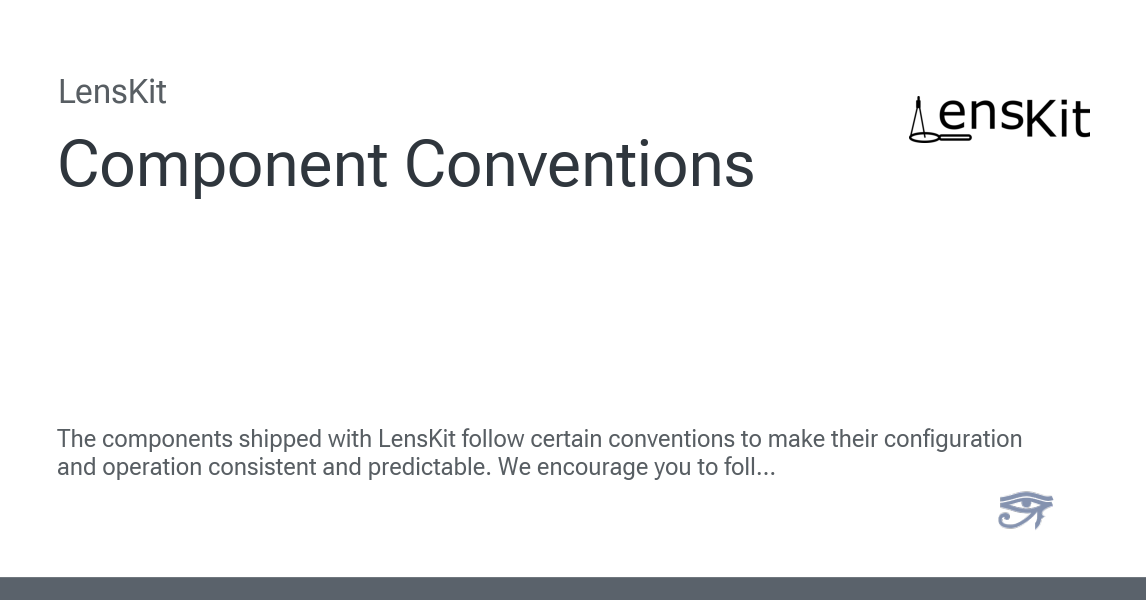 LensKit
LensKit
Component Conventions
The components shipped with LensKit follow certain conventions to make their configuration
and operation consistent and predictable. We encourage you to foll...